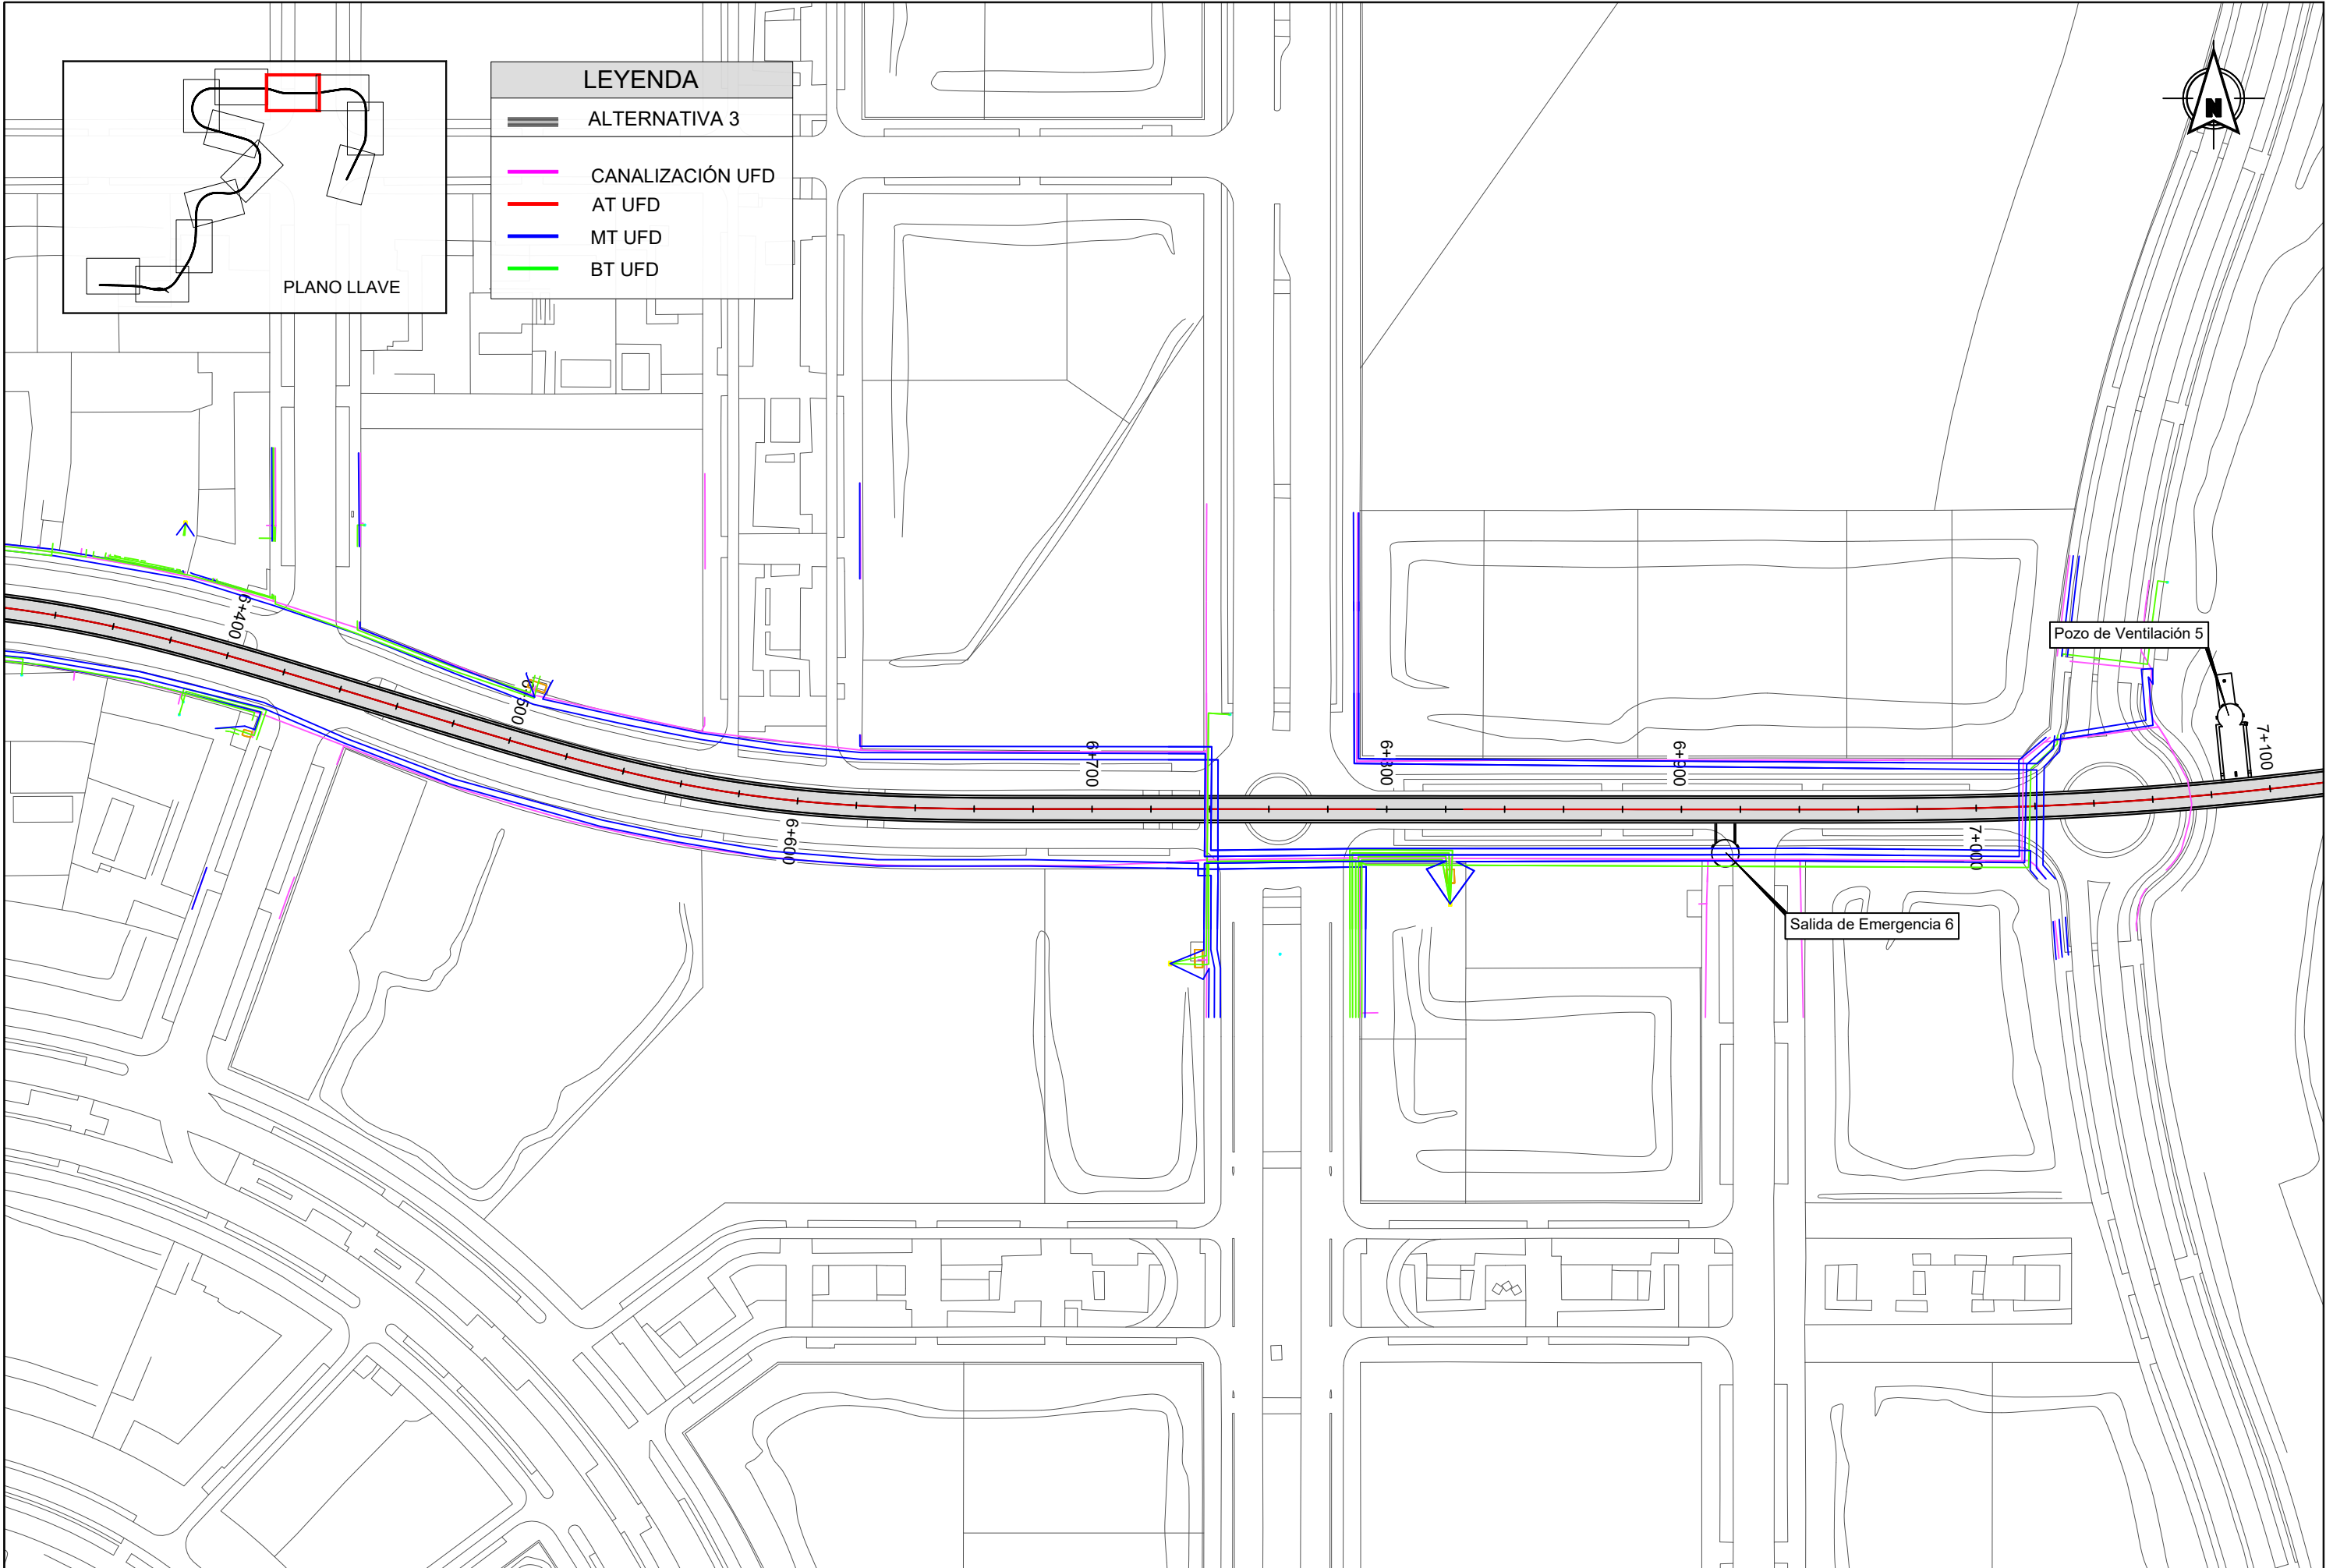 PLANO LLAVE
LEYENDA
ALTERNATIVA 3
CANALIZACIÓN UFD
AT UFD
MT UFD
BT UFD
N
6+400
6+500
6+600
6+700
6+800
6+900
7+000
7+100
Pozo de Ventilación 5
Salida de Emergencia 6